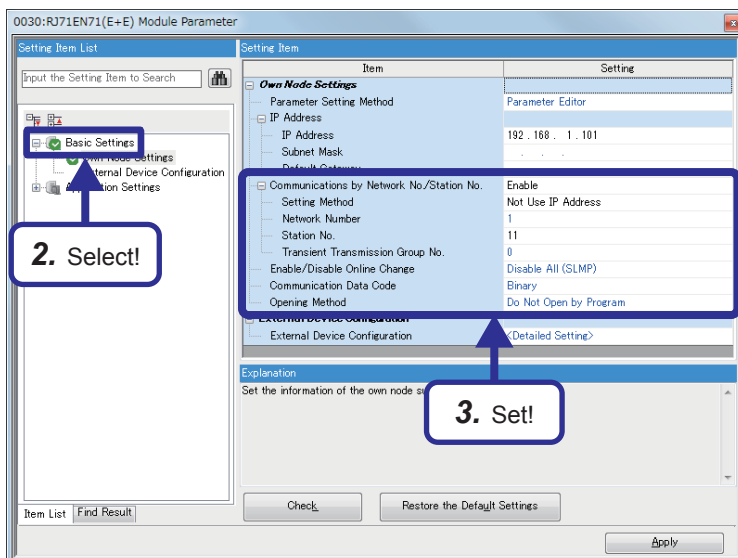 0030:RJ71EN71(E+E) Module Parameter
Setting Item List
Input the Setting Item to Search
Basic Settings
Own Node Settings
External Device Configuration
Application Settings
2. Select!
Item List
Find Result
Setting Item
Item Setting
Own Node Settings
Parameter Setting Method Parameter Editor
IP Address
IP Address 192 . 168 . 1 . 101
Subnet Mask . . .
Default Gateway
Communications by Network No./Station No. Enable
Setting Method Not Use IP Address
Network Number 1
Station No. 11
Transient Transmission Group No. 0
Enable/Disable Online Change Disable All (SLMP)
Communication Data Code Binary
Opening Method Do Not Open by Program
External Device Configuration
External Device Configuration <Detailed Setting>
Explanation
Set the information of the own node
3. Set!
Check
Restore the Default Settings
Apply